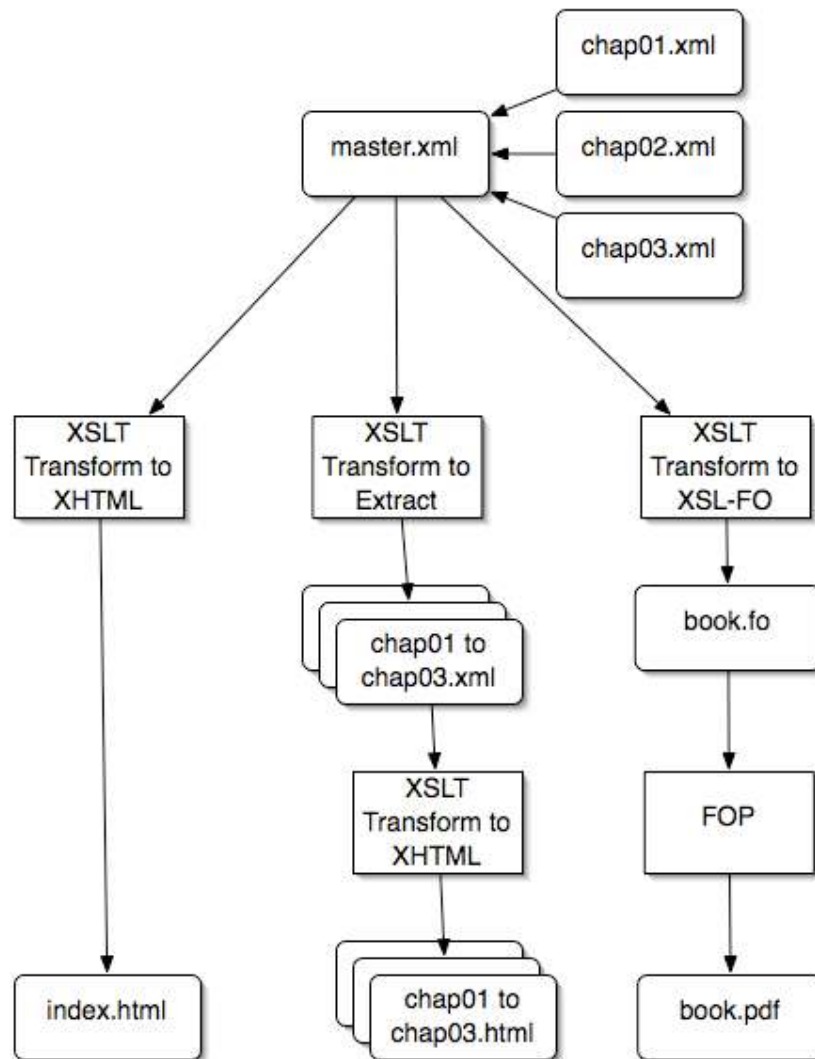 chap01.xml
master.xml
chap02.xml
chap03.xml
XSLT
Transform to
XHTML
XSLT
Transform to
Extract
XSLT
Transform to
XSL-FO
chap01 to
chap03.xml
book.fo
XSLT
Transform to
XHTML
FOP
index.html
chap01 to
chap03.html
book.pdf